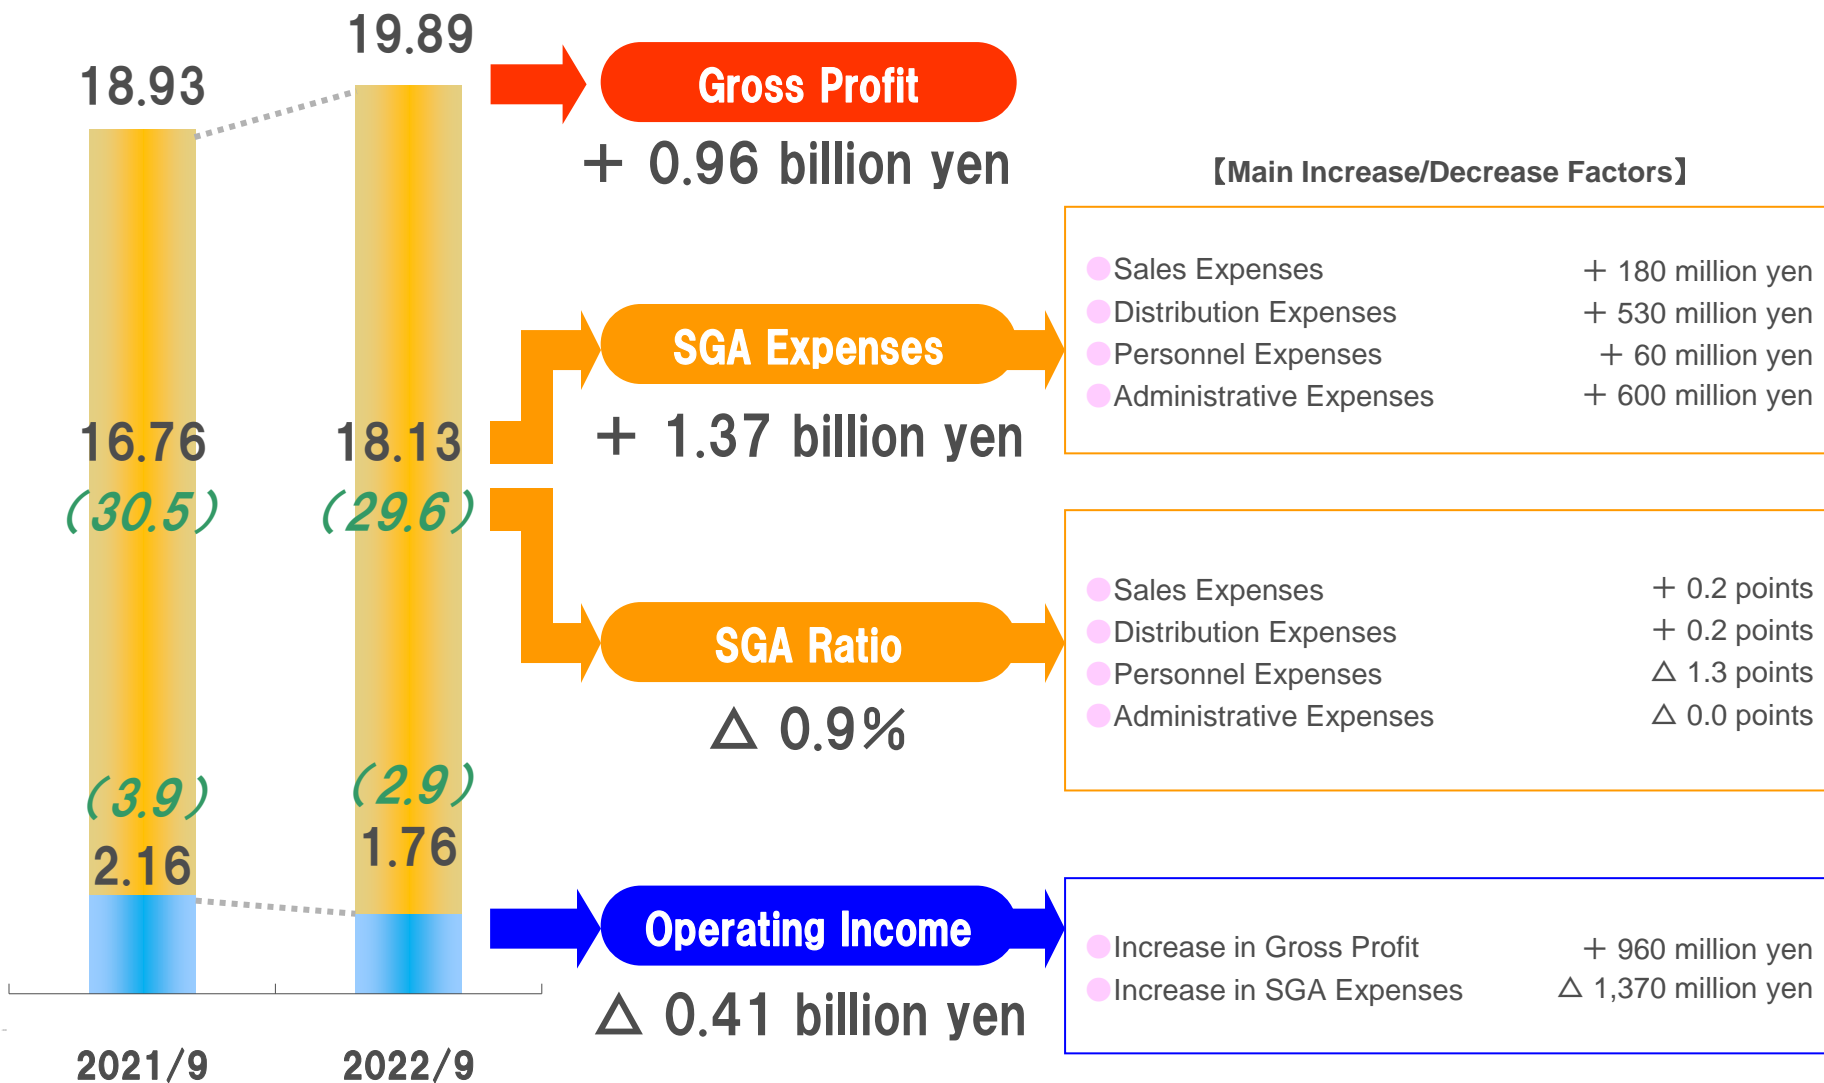 18.93
19.89
16.76
(30.5)
18.13
(29.6)
(3.9)
2.16
(2.9)
1.76
2021/9
2022/9
Gross Profit
+ 0.96 billion yen
SGA Expenses
+ 1.37 billion yen
SGA Ratio
△ 0.9%
Operating Income
△ 0.41 billion yen
【Main Increase/Decrease Factors】
Sales Expenses + 180 million yen
Distribution Expenses + 530 million yen
Personnel Expenses + 60 million yen
Administrative Expenses + 600 million yen
Sales Expenses + 0.2 points
Distribution Expenses + 0.2 points
Personnel Expenses △ 1.3 points
Administrative Expenses △ 0.0 points
Increase in Gross Profit + 960 million yen
Increase in SGA Expenses △ 1,370 million yen